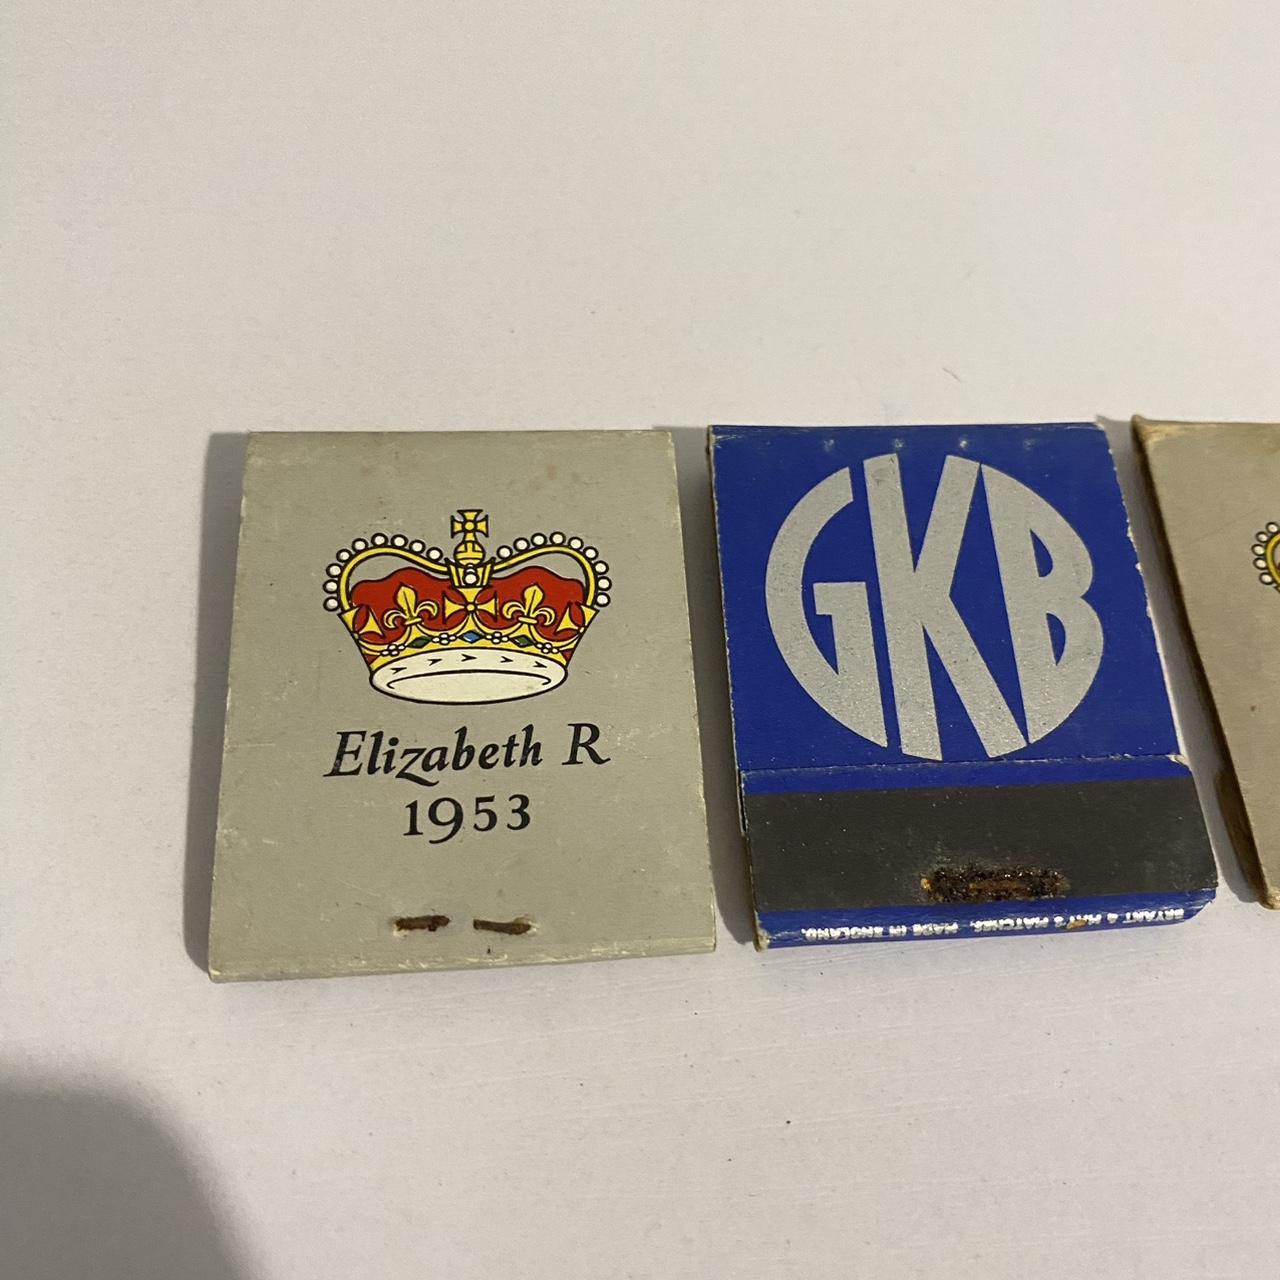 Elizabeth R
1953
GKB
BRYANT & MAY'S MATCHES. MADE IN ENGLAND.